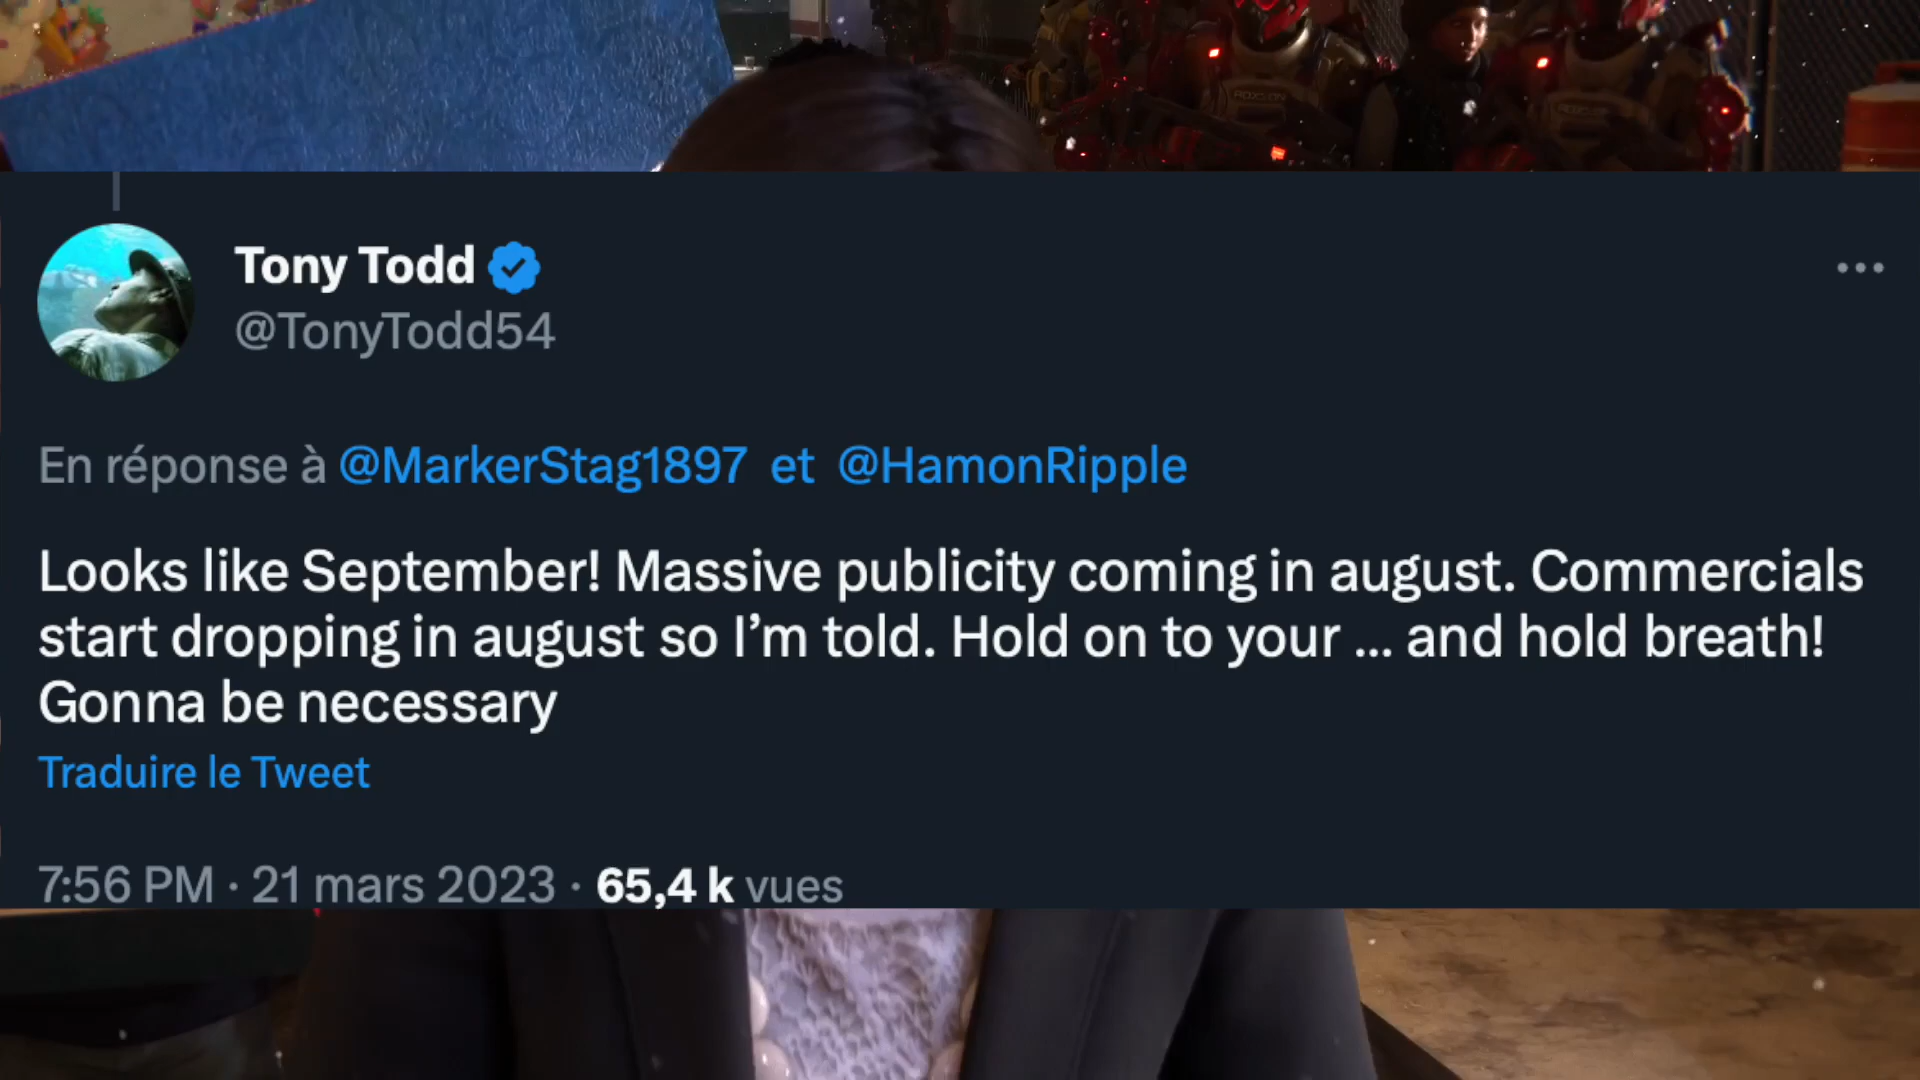 Tony Todd
@TonyTodd54
En réponse à @MarkerStag1897 et @HamonRipple
Looks like September! Massive publicity coming in august. Commercials
start dropping in august so I’m told. Hold on to your ... and hold breath!
Gonna be necessary
Traduire le Tweet
7:56 PM · 21 mars 2023 · 65,4 k vues